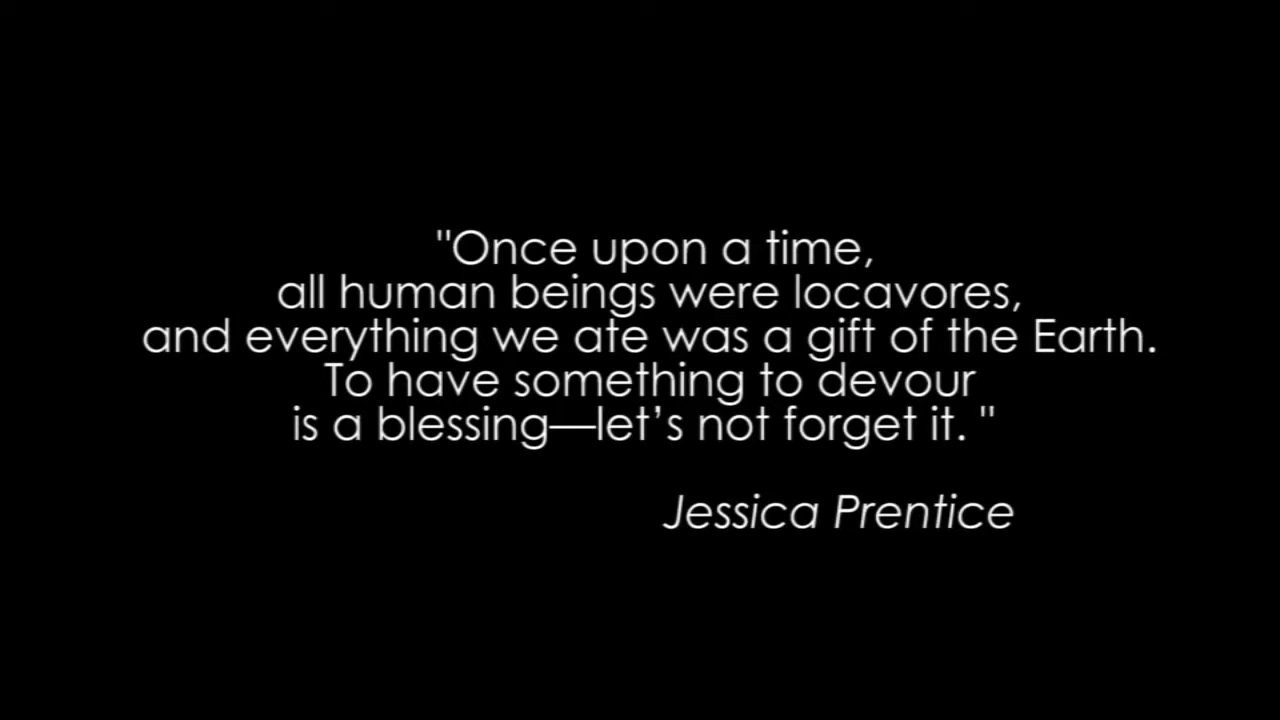 "Once upon a time,
all human beings were locavores,
and everything we ate was a gift of the Earth.
To have something to devour
is a blessing—let’s not forget it. "
Jessica Prentice